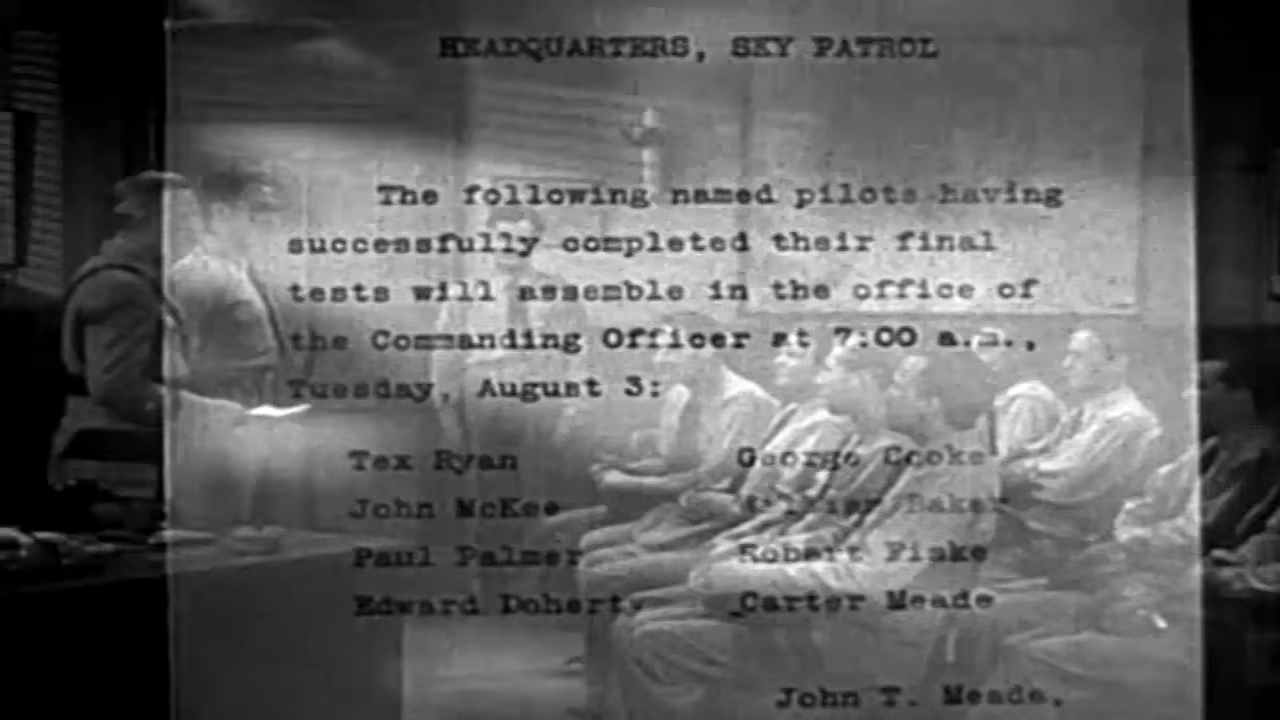 HEADQUARTERS, SKY PATROL
The following named pilots having
successfully completed their final
tests will assemble in the office of
the Commanding Officer at 7:00 a.m.,
Tuesday, August 3:
Tex Ryan George Cooke
John McKee Baker
Paul Palmer Robert Fiske
Edward Doherty Carter Meade
John T. Meade,